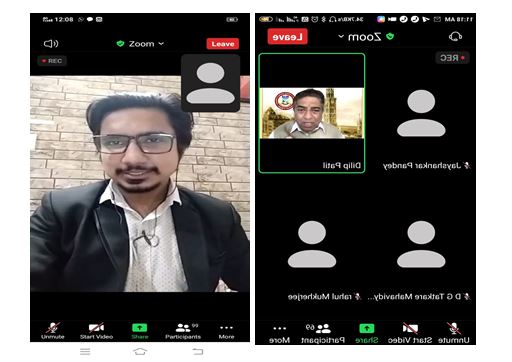 12:08
Zoom
Leave
REC
Unmute
Start Video
Share
99
Participants
More
11:18 AM
34.7KB/s
Zoom
Leave
REC
Dilip Patil
Jayshankar Pandey
rahul Mukherjee
D G Tatkare Mahavidy...
Unmute
Start Video
Share
69
Participant
More